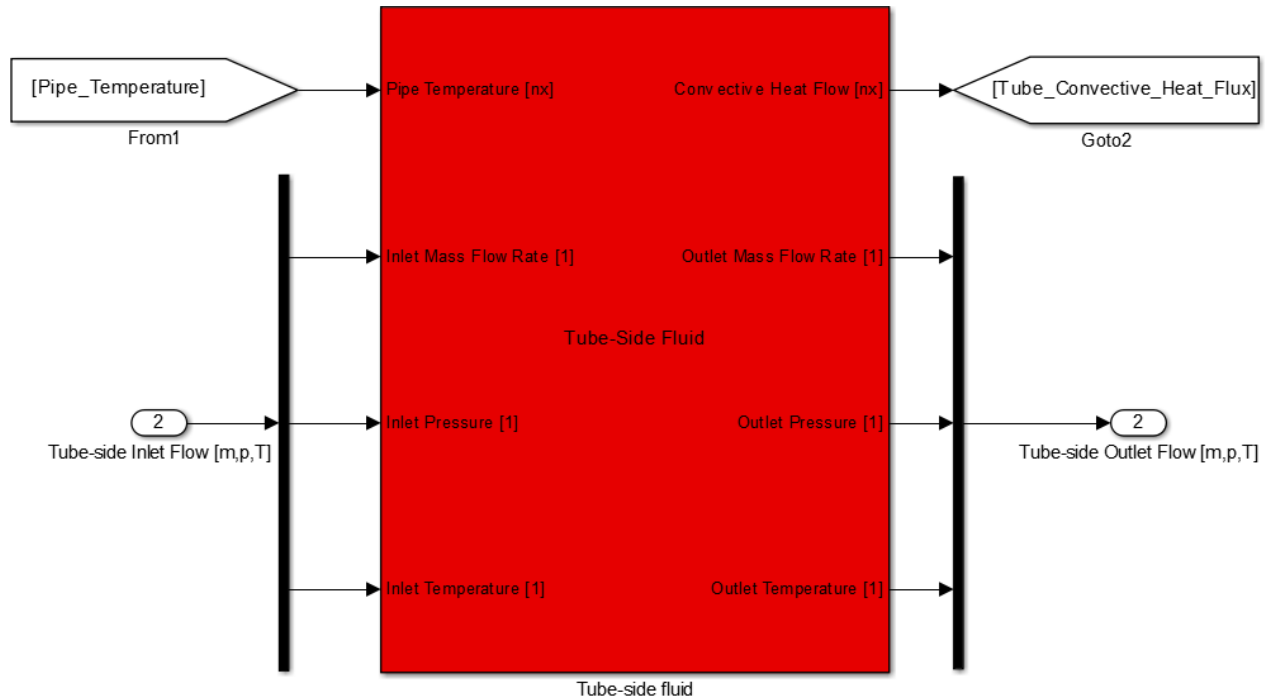 [Pipe_Temperature]
From1
Pipe Temperature [nx]
Convective Heat Flow [nx]
[Tube_Convective_Heat_Flux]
Goto2
Inlet Mass Flow Rate [1]
Outlet Mass Flow Rate [1]
Tube-Side Fluid
2
Tube-side Inlet Flow [m,p,T]
Inlet Pressure [1]
Outlet Pressure [1]
2
Tube-side Outlet Flow [m,p,T]
Inlet Temperature [1]
Outlet Temperature [1]
Tube-side fluid